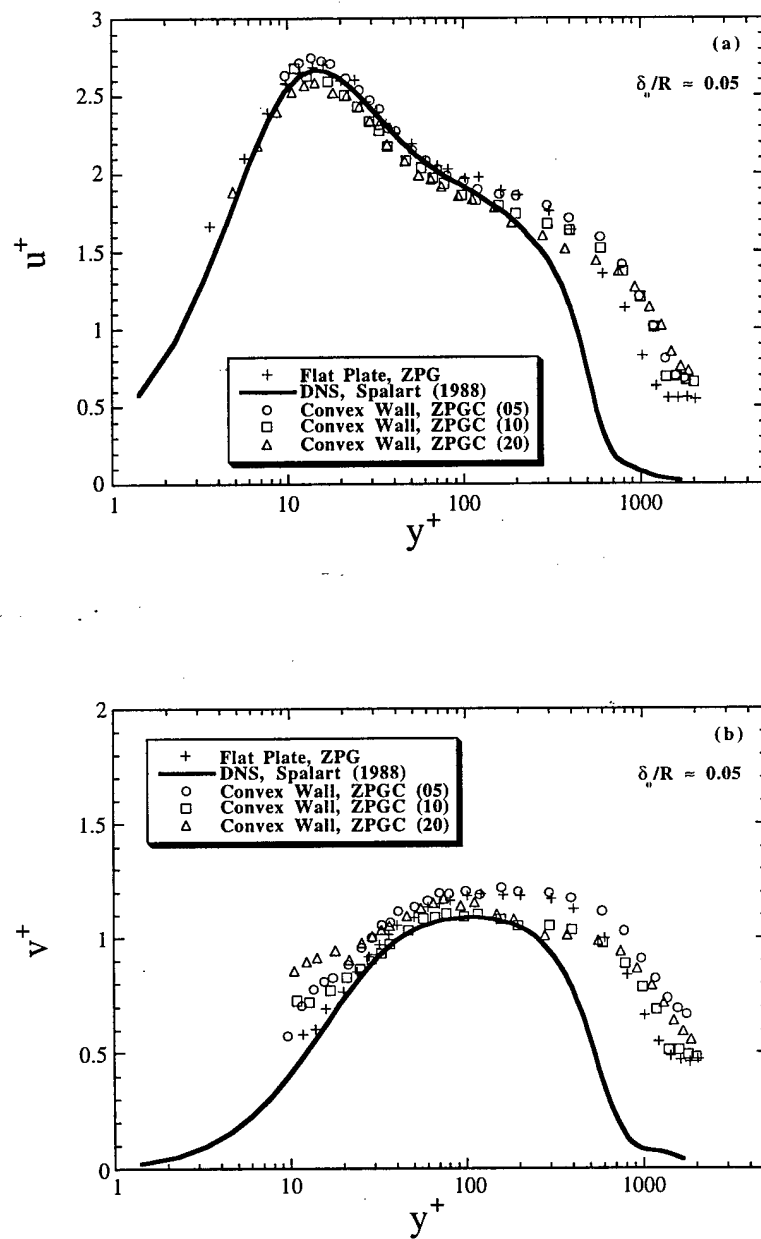 3
(a)
δ₀/R ≈ 0.05
2.5
2
u⁺
1.5
1
+ Flat Plate, ZPG
DNS, Spalart (1988)
○ Convex Wall, ZPGC (05)
□ Convex Wall, ZPGC (10)
△ Convex Wall, ZPGC (20)
0.5
0
1 10 100 1000
y⁺
2
(b)
+ Flat Plate, ZPG
DNS, Spalart (1988)
δ₀/R ≈ 0.05
○ Convex Wall, ZPGC (05)
□ Convex Wall, ZPGC (10)
△ Convex Wall, ZPGC (20)
1.5
v⁺
1
0.5
0
1 10 100 1000
y⁺